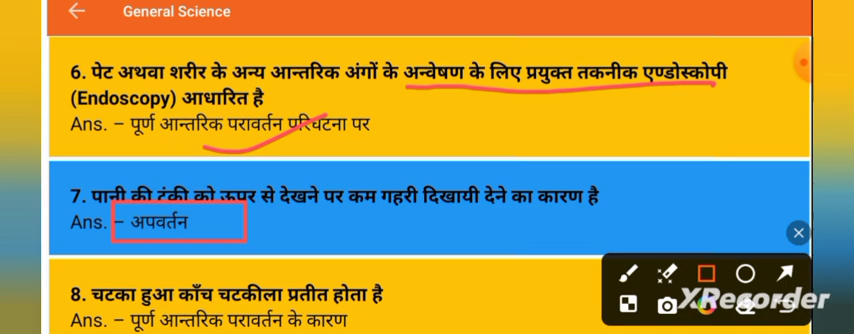 General Science
6. पेट अथवा शरीर के अन्य आन्तरिक अंगों के अन्वेषण के लिए प्रयुक्त तकनीक एण्डोस्कोपी
(Endoscopy) आधारित है
Ans. – पूर्ण आन्तरिक परावर्तन परिघटना पर
7. पानी की टंकी को ऊपर से देखने पर कम गहरी दिखायी देने का कारण है
Ans. – अपवर्तन
8. चटका हुआ काँच चटकीला प्रतीत होता है
Ans. – पूर्ण आन्तरिक परावर्तन के कारण
XRecorder